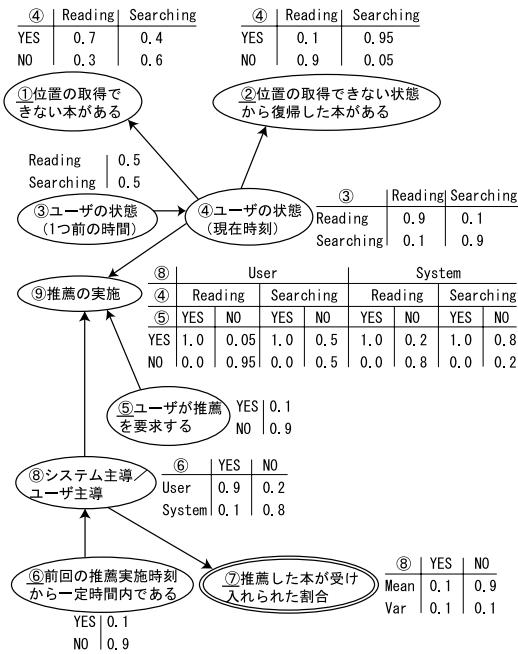 ④ Reading Searching
YES 0.7 0.4
NO 0.3 0.6
④ Reading Searching
YES 0.1 0.95
NO 0.9 0.05
①位置の取得で
きない本がある
②位置の取得できない状態
から復帰した本がある
Reading 0.5
Searching 0.5
③ユーザの状態
(1つ前の時間)
④ユーザの状態
(現在時刻)
③ Reading Searching
Reading 0.9 0.1
Searching 0.1 0.9
⑨推薦の実施
⑧ User System
④ Reading Searching Reading Searching
⑤ YES NO YES NO YES NO YES NO
YES 1.0 0.05 1.0 0.5 1.0 0.2 1.0 0.8
NO 0.0 0.95 0.0 0.5 0.0 0.8 0.0 0.2
⑤ユーザが推薦
を要求する
YES 0.1
NO 0.9
⑧システム主導/
ユーザ主導
⑥ YES NO
User 0.9 0.2
System 0.1 0.8
⑥前回の推薦実施時刻
から一定時間内である
YES 0.1
NO 0.9
⑦推薦した本が受け
入れられた割合
⑧ YES NO
Mean 0.1 0.9
Var 0.1 0.1